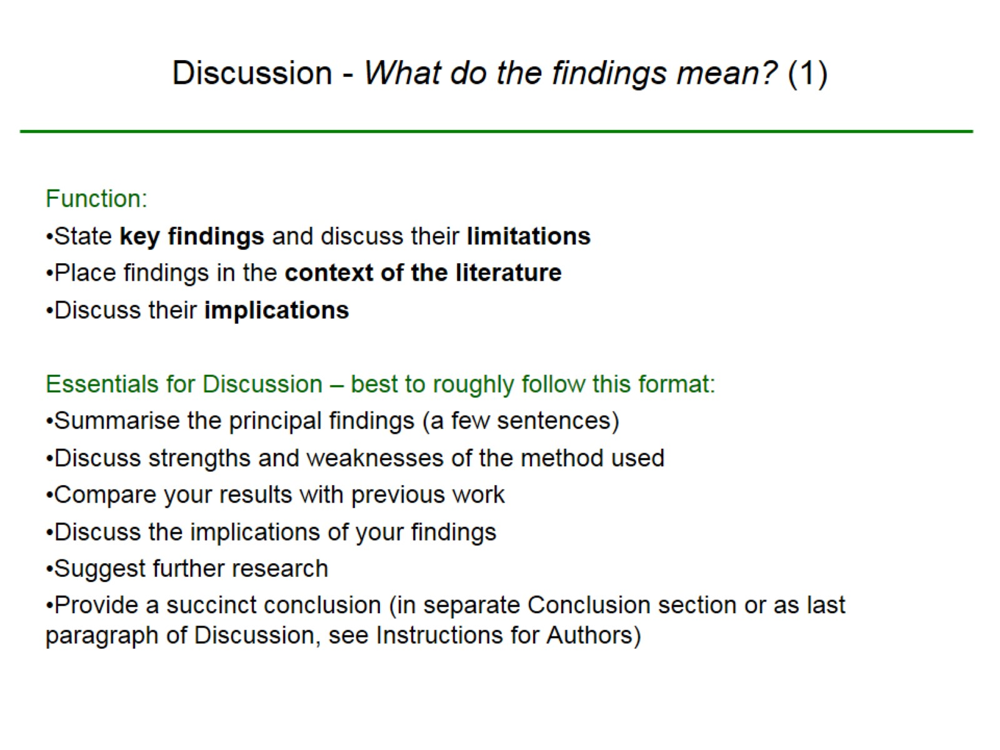 Discussion - What do the findings mean? (1)
Function:
•State key findings and discuss their limitations
•Place findings in the context of the literature
•Discuss their implications
Essentials for Discussion – best to roughly follow this format:
•Summarise the principal findings (a few sentences)
•Discuss strengths and weaknesses of the method used
•Compare your results with previous work
•Discuss the implications of your findings
•Suggest further research
•Provide a succinct conclusion (in separate Conclusion section or as last
paragraph of Discussion, see Instructions for Authors)